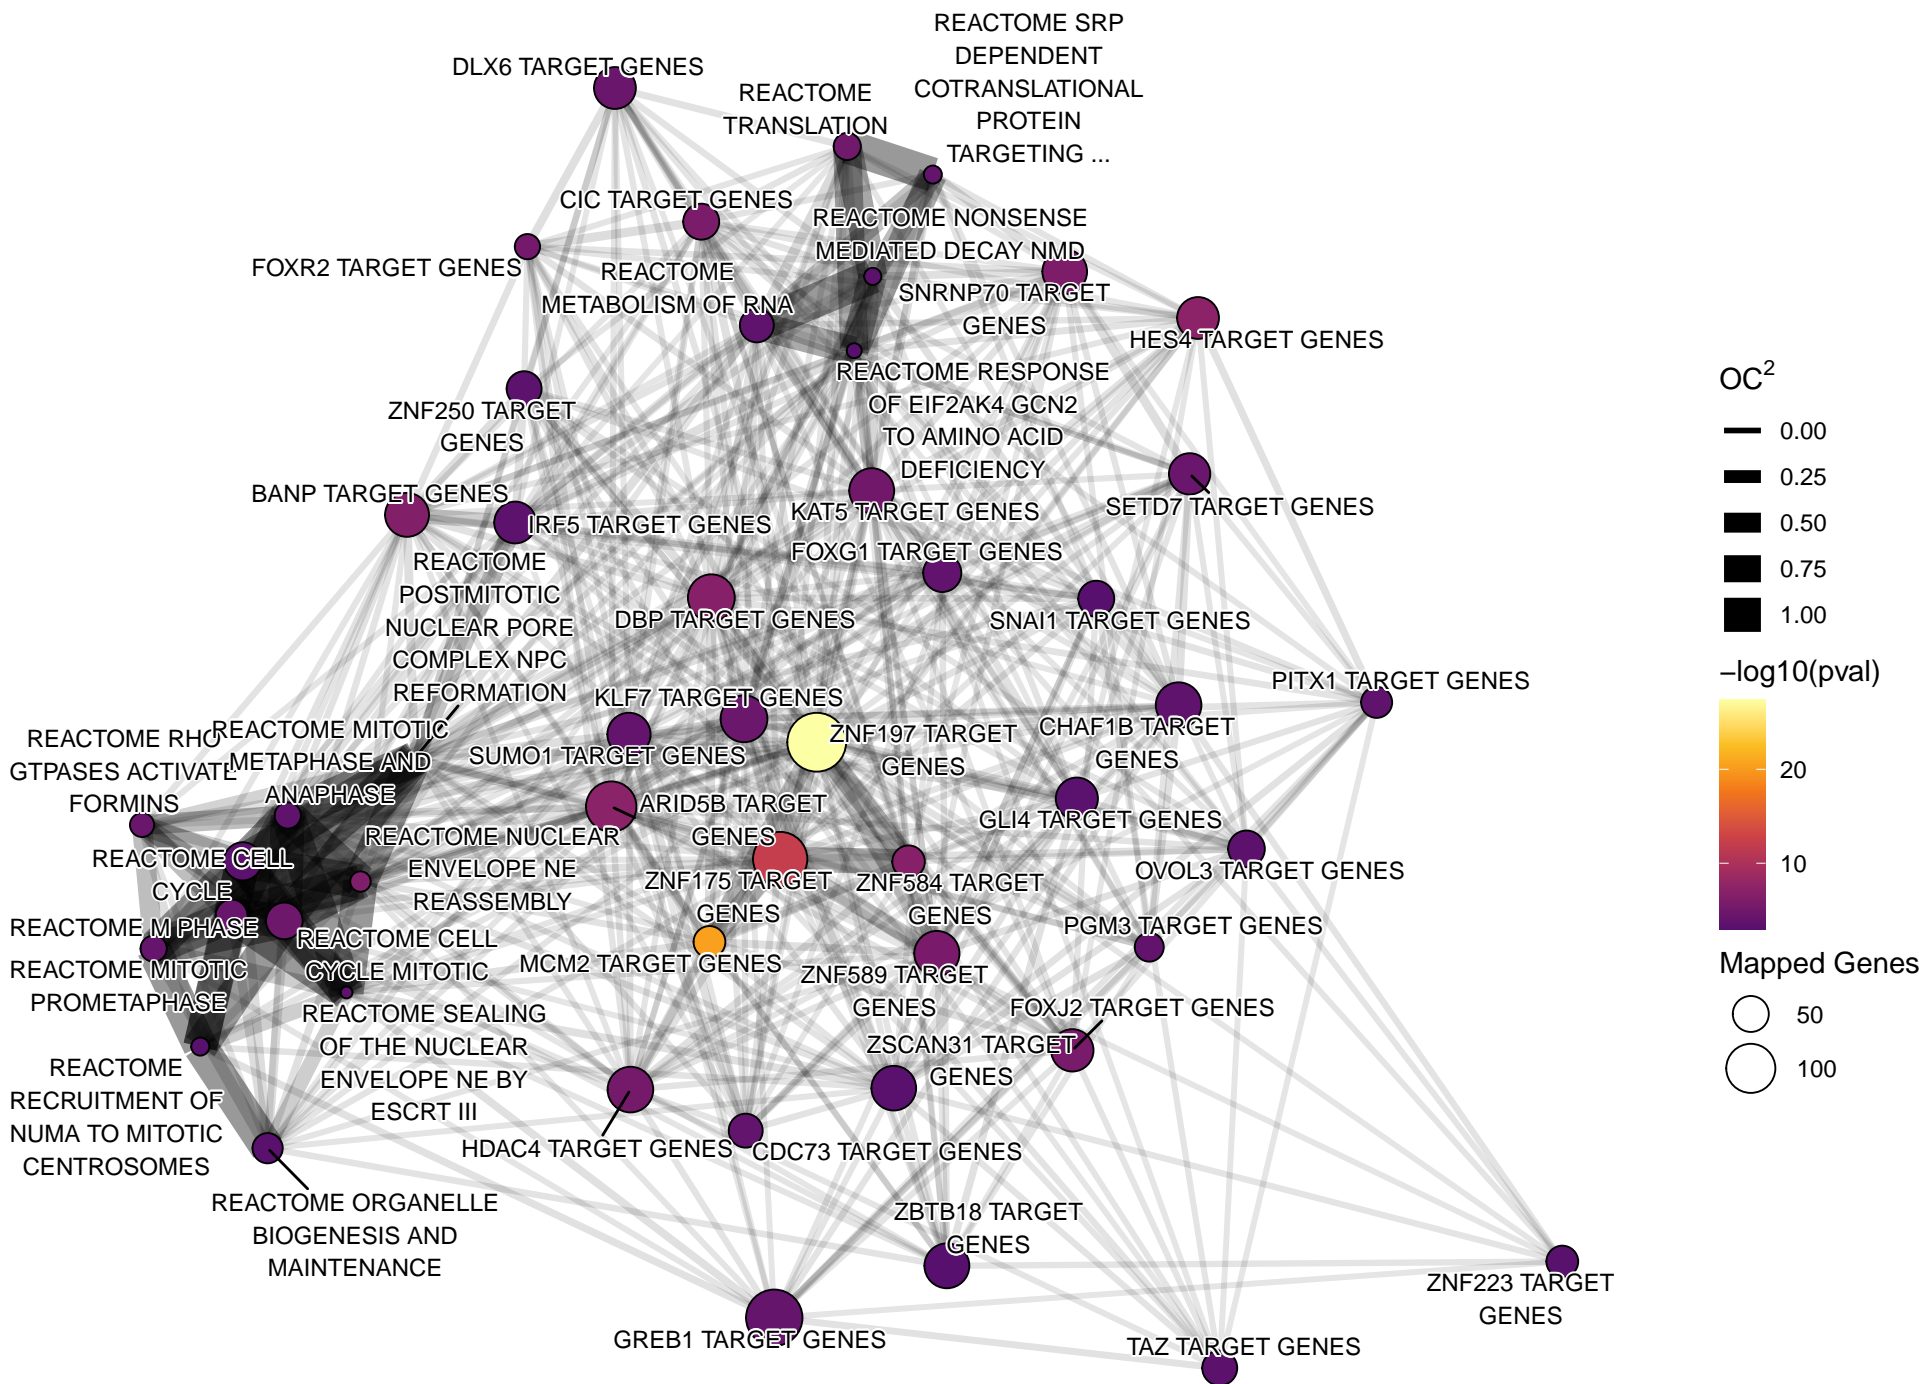 REACTOME SRP
DEPENDENT
COTRANSLATIONAL
PROTEIN
TARGETING ...
DLX6 TARGET GENES
REACTOME
TRANSLATION
CIC TARGET GENES
REACTOME NONSENSE
MEDIATED DECAY NMD
FOXR2 TARGET GENES
REACTOME
METABOLISM OF RNA
SNRNP70 TARGET
GENES
HES4 TARGET GENES
REACTOME RESPONSE
OF EIF2AK4 GCN2
TO AMINO ACID
DEFICIENCY
ZNF250 TARGET
GENES
BANP TARGET GENES
IRF5 TARGET GENES
KAT5 TARGET GENES
SETD7 TARGET GENES
FOXG1 TARGET GENES
REACTOME
POSTMITOTIC
NUCLEAR PORE
COMPLEX NPC
REFORMATION
DBP TARGET GENES
SNAI1 TARGET GENES
KLF7 TARGET GENES
PITX1 TARGET GENES
SUMO1 TARGET GENES
ZNF197 TARGET
GENES
CHAF1B TARGET
GENES
REACTOME RHO
GTPASES ACTIVATE
FORMINS
REACTOME MITOTIC
METAPHASE AND
ANAPHASE
ARID5B TARGET
GENES
GLI4 TARGET GENES
REACTOME NUCLEAR
ENVELOPE NE
REASSEMBLY
REACTOME CELL
CYCLE
ZNF175 TARGET
GENES
ZNF584 TARGET
GENES
OVOL3 TARGET GENES
REACTOME M PHASE
REACTOME CELL
CYCLE MITOTIC
PGM3 TARGET GENES
MCM2 TARGET GENES
ZNF589 TARGET
GENES
REACTOME MITOTIC
PROMETAPHASE
REACTOME SEALING
OF THE NUCLEAR
ENVELOPE NE BY
ESCRT III
FOXJ2 TARGET GENES
ZSCAN31 TARGET
GENES
REACTOME
RECRUITMENT OF
NUMA TO MITOTIC
CENTROSOMES
HDAC4 TARGET GENES
CDC73 TARGET GENES
REACTOME ORGANELLE
BIOGENESIS AND
MAINTENANCE
ZBTB18 TARGET
GENES
ZNF223 TARGET
GENES
GREB1 TARGET GENES
TAZ TARGET GENES
OC²
0.00
0.25
0.50
0.75
1.00
−log10(pval)
20
10
Mapped Genes
50
100